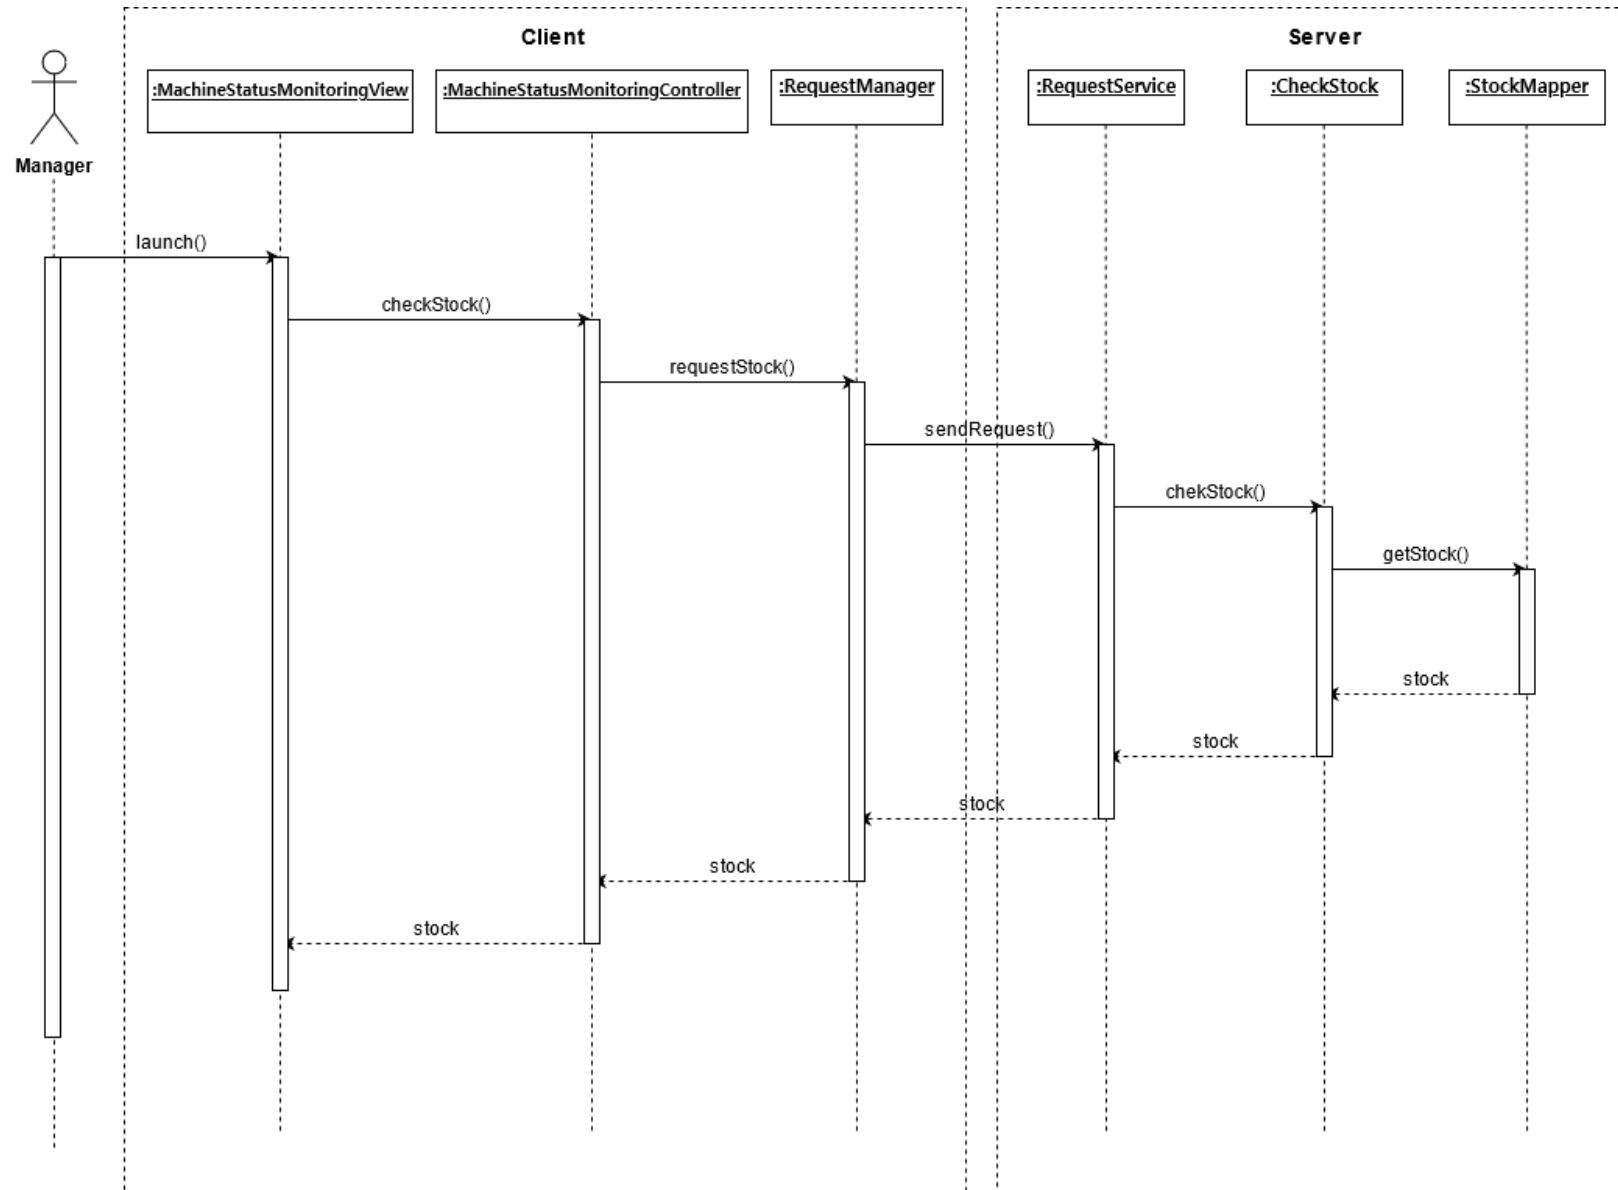 Client
Server
:MachineStatusMonitoringView
:MachineStatusMonitoringController
:RequestManager
:RequestService
:CheckStock
:StockMapper
Manager
launch()
checkStock()
requestStock()
sendRequest()
chekStock()
getStock()
stock
stock
stock
stock
stock